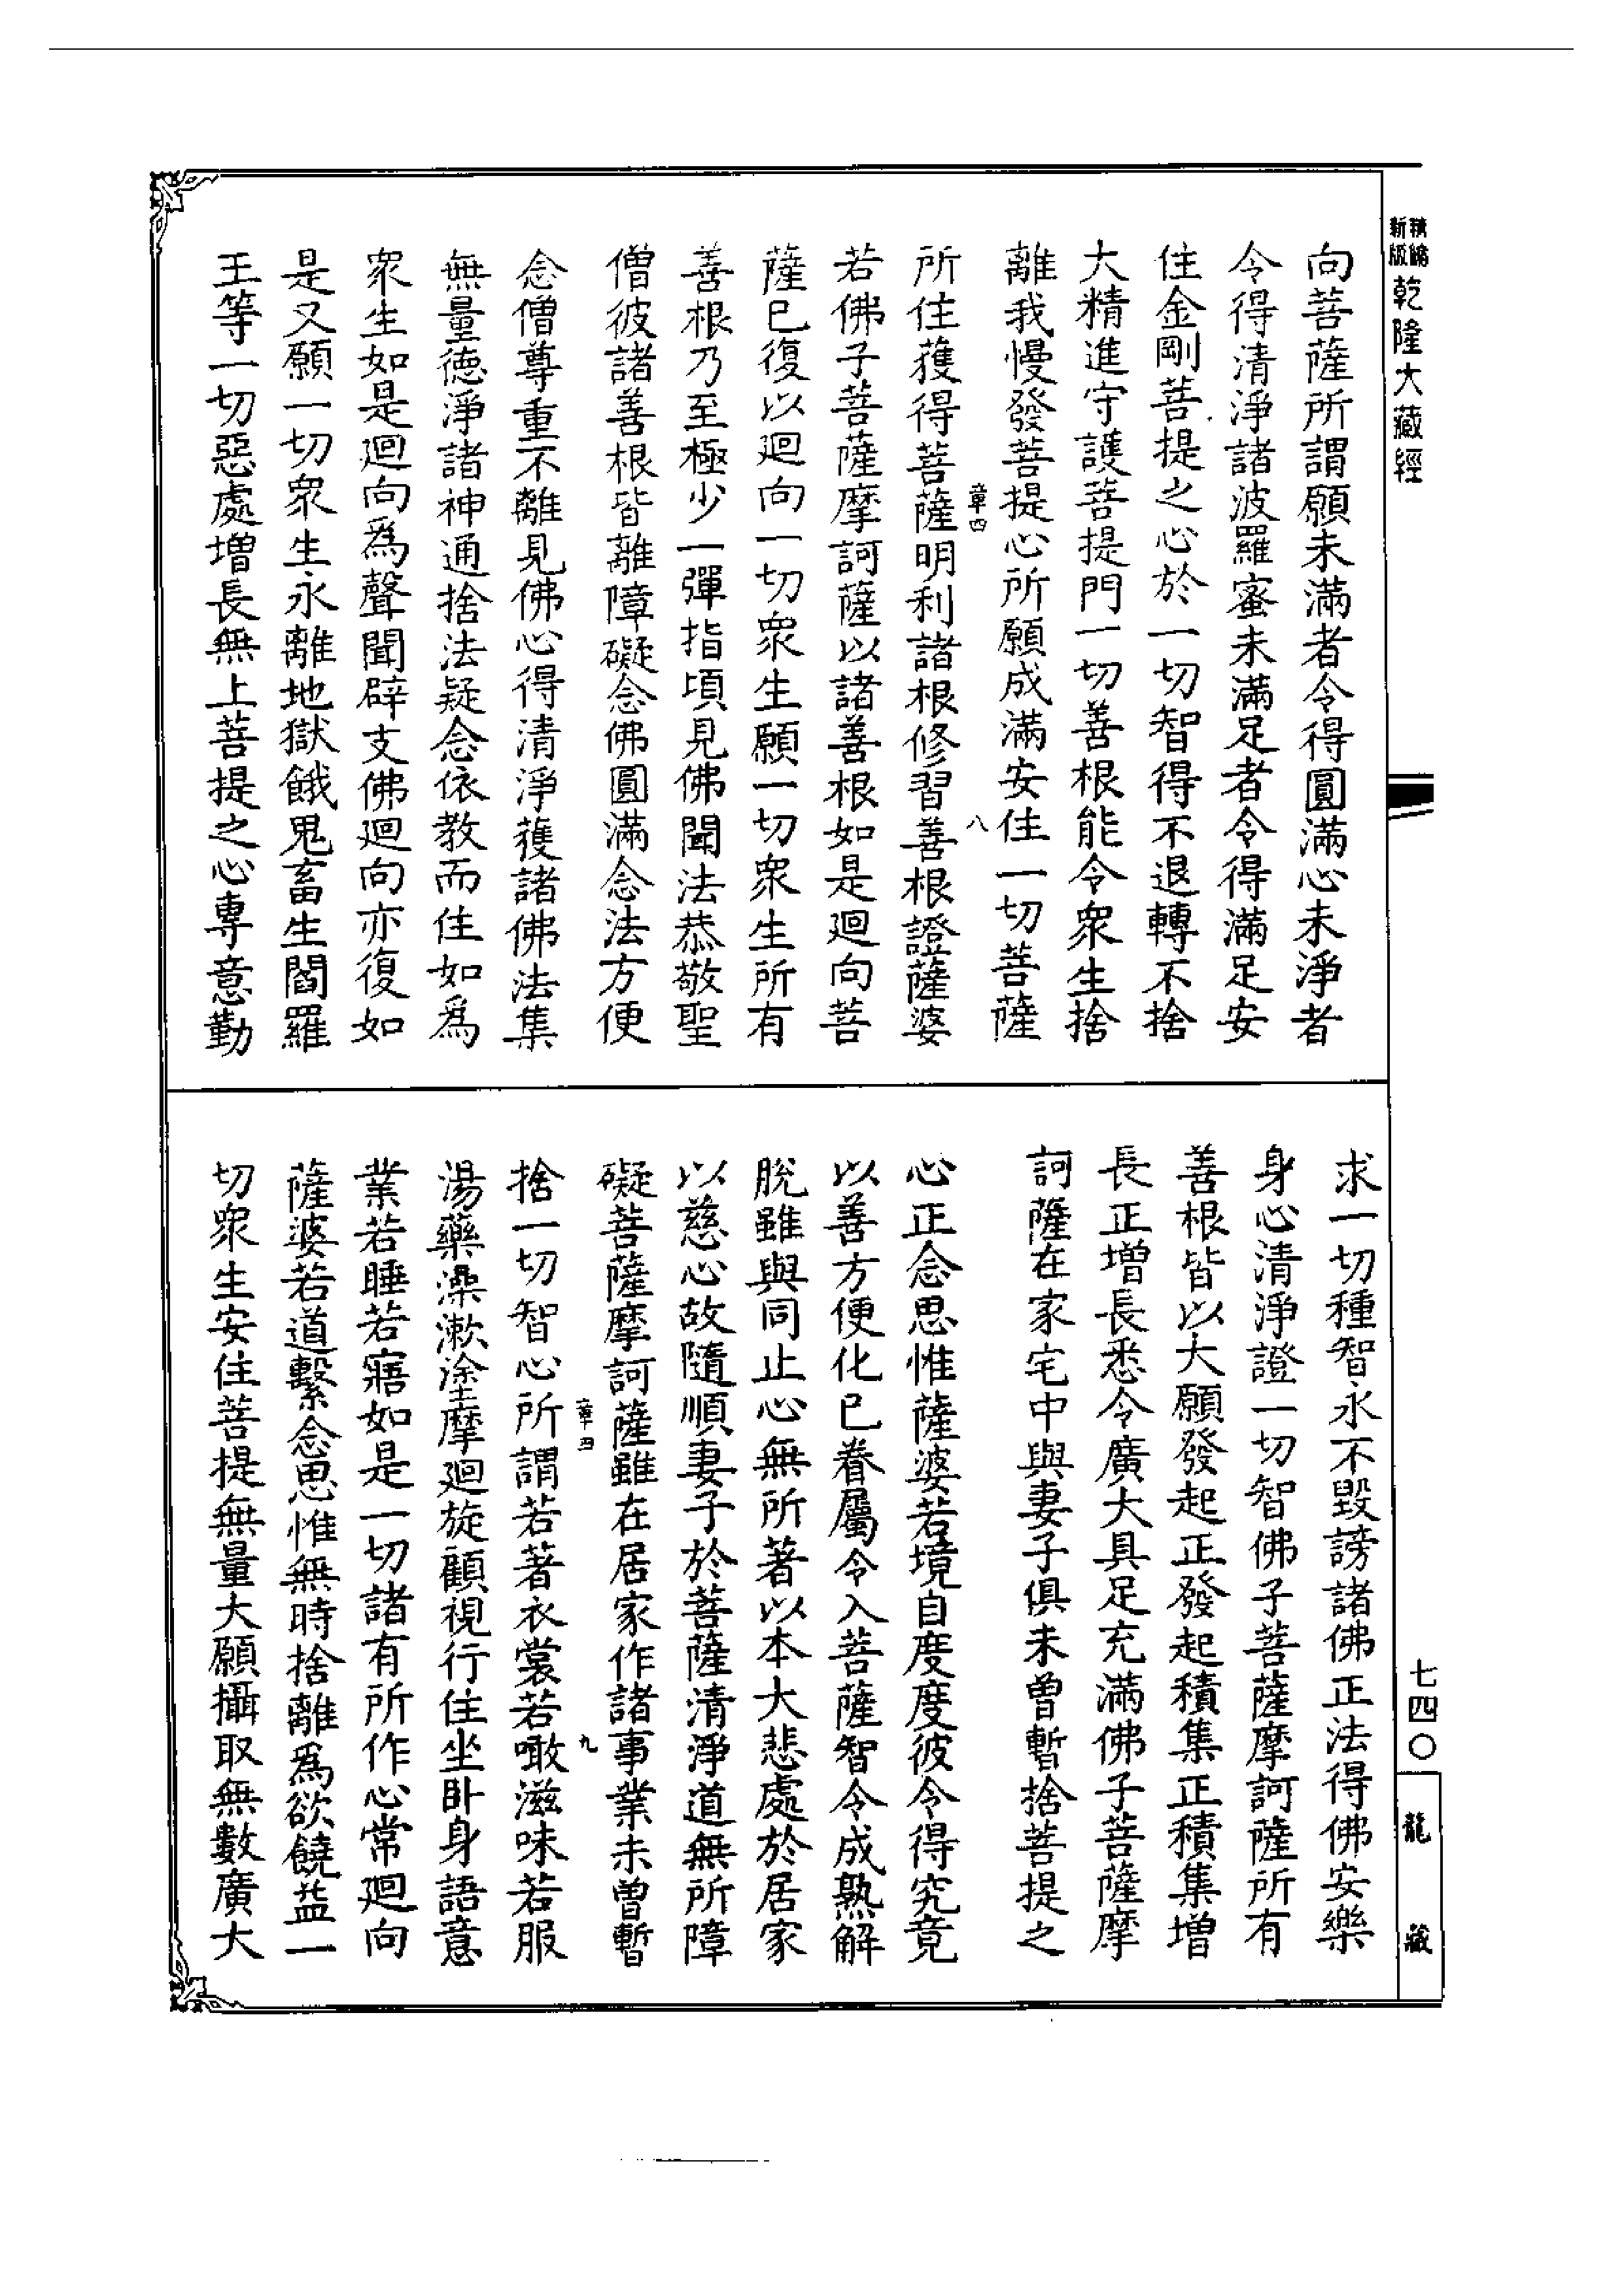 精編新版
乾隆大藏經
向菩薩所謂願未滿者令得圓滿心未淨者
令得清淨諸波羅蜜未滿足者令得滿足安
住金剛菩提之心於一切智得不退轉不捨
大精進守護菩提門一切善根能令衆生捨
離我慢發菩提心所願成滿安住一切菩薩
章四
八
所住獲得菩薩明利諸根修習善根證薩婆
若佛子菩薩摩訶薩以諸善根如是迴向菩
薩已復以迴向一切衆生願一切衆生所有
善根乃至極少一彈指頃見佛聞法恭敬聖
僧彼諸善根皆離障礙念佛圓滿念法方便
念僧尊重不離見佛心得清淨獲諸佛法集
無量德淨諸神通捨法疑念依教而住如爲
衆生如是迴向爲聲聞辟支佛迴向亦復如
是又願一切衆生永離地獄餓鬼畜生閻羅
王等一切惡處增長無上菩提之心專意勤
求一切種智永不毀謗諸佛正法得佛安樂
身心清淨證一切智佛子菩薩摩訶薩所有
善根皆以大願發起正發起積集正積集增
長正增長悉令廣大具足充滿佛子菩薩摩
訶薩在家宅中與妻子俱未曾暫捨菩提之
心正念思惟薩婆若境自度度彼令得究竟
以善方便化已眷屬令入菩薩智令成熟解
脫雖與同止心無所著以本大悲處於居家
以慈心故隨順妻子於菩薩清淨道無所障
礙菩薩摩訶薩雖在居家作諸事業未曾暫
章四
九
捨一切智心所謂若著衣裳若噉滋味若服
湯藥澡漱塗摩迴旋顧視行住坐臥身語意
業若睡若寤如是一切諸有所作心常迴向
薩婆若道繫念思惟無時捨離爲欲饒益一
切衆生安住菩提無量大願攝取無數廣大
七四〇
龍藏